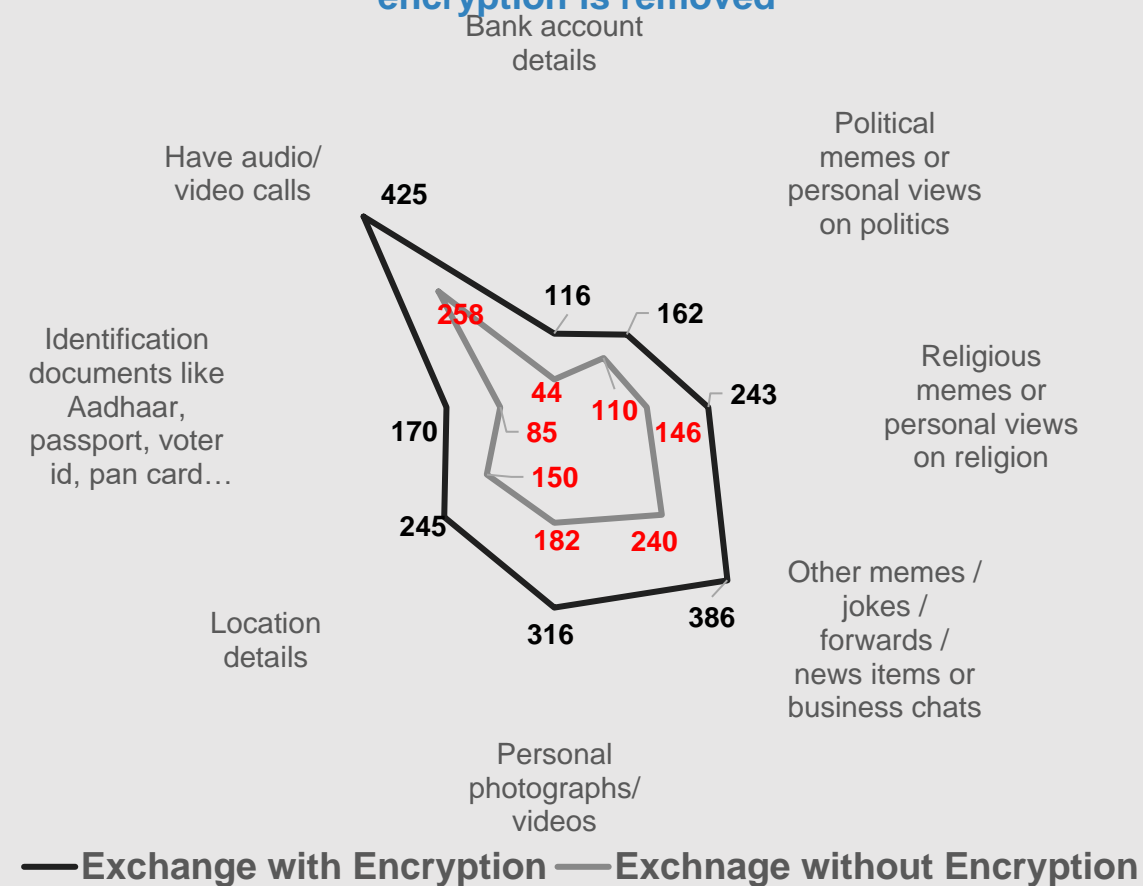 encryption is removed
Bank account
details
Political
memes or
personal views
on politics
Have audio/
video calls
425
116
162
258
Identification
documents like
Aadhaar,
passport, voter
id, pan card…
Religious
memes or
personal views
on religion
243
44
110
170
85
146
150
245
182
240
Other memes /
jokes /
forwards /
news items or
business chats
386
316
Location
details
Personal
photographs/
videos
Exchange with Encryption
Exchnage without Encryption